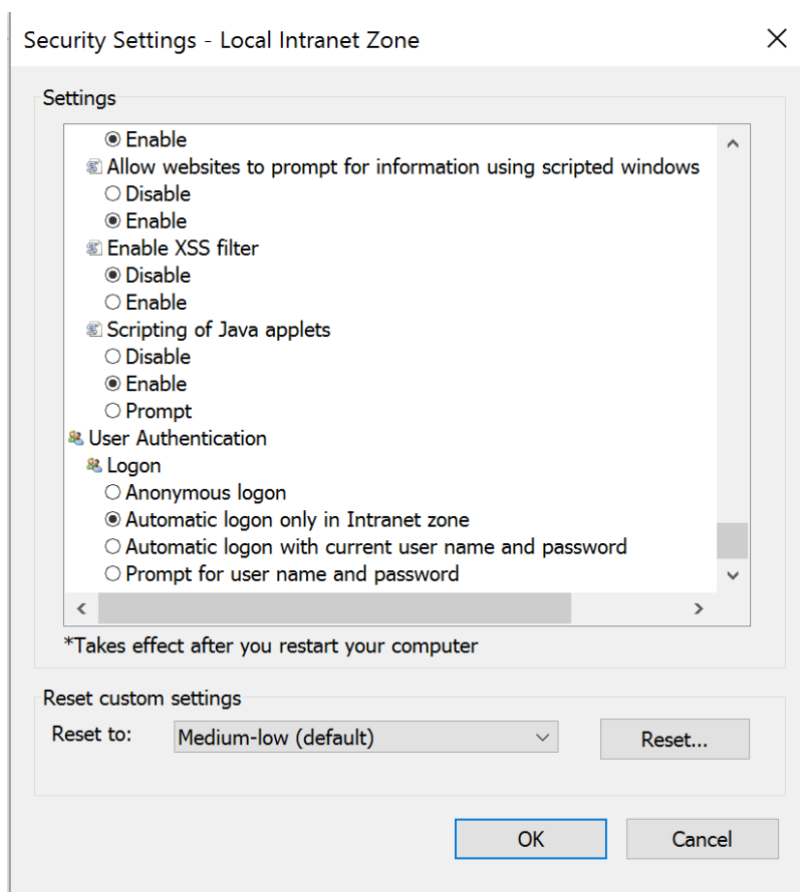 Security Settings - Local Intranet Zone
Settings
Enable
Allow websites to prompt for information using scripted windows
Disable
Enable
Enable XSS filter
Disable
Enable
Scripting of Java applets
Disable
Enable
Prompt
User Authentication
Logon
Anonymous logon
Automatic logon only in Intranet zone
Automatic logon with current user name and password
Prompt for user name and password
*Takes effect after you restart your computer
Reset custom settings
Reset to: Medium-low (default) Reset...
OK Cancel